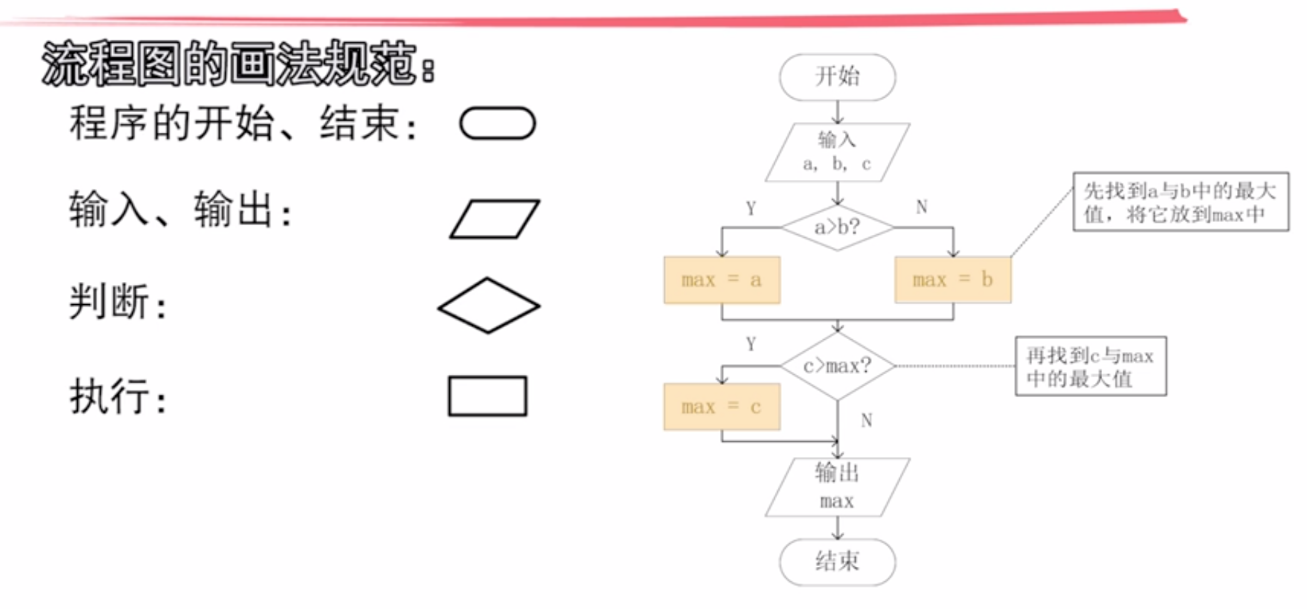 流程图的画法规范：
程序的开始、结束：
输入、输出：
判断：
执行：
开始
输入
a, b, c
a>b?
Y
N
max = a
max = b
先找到a与b中的最大
值，将它放到max中
c>max?
Y
N
max = c
再找到c与max
中的最大值
输出
max
结束